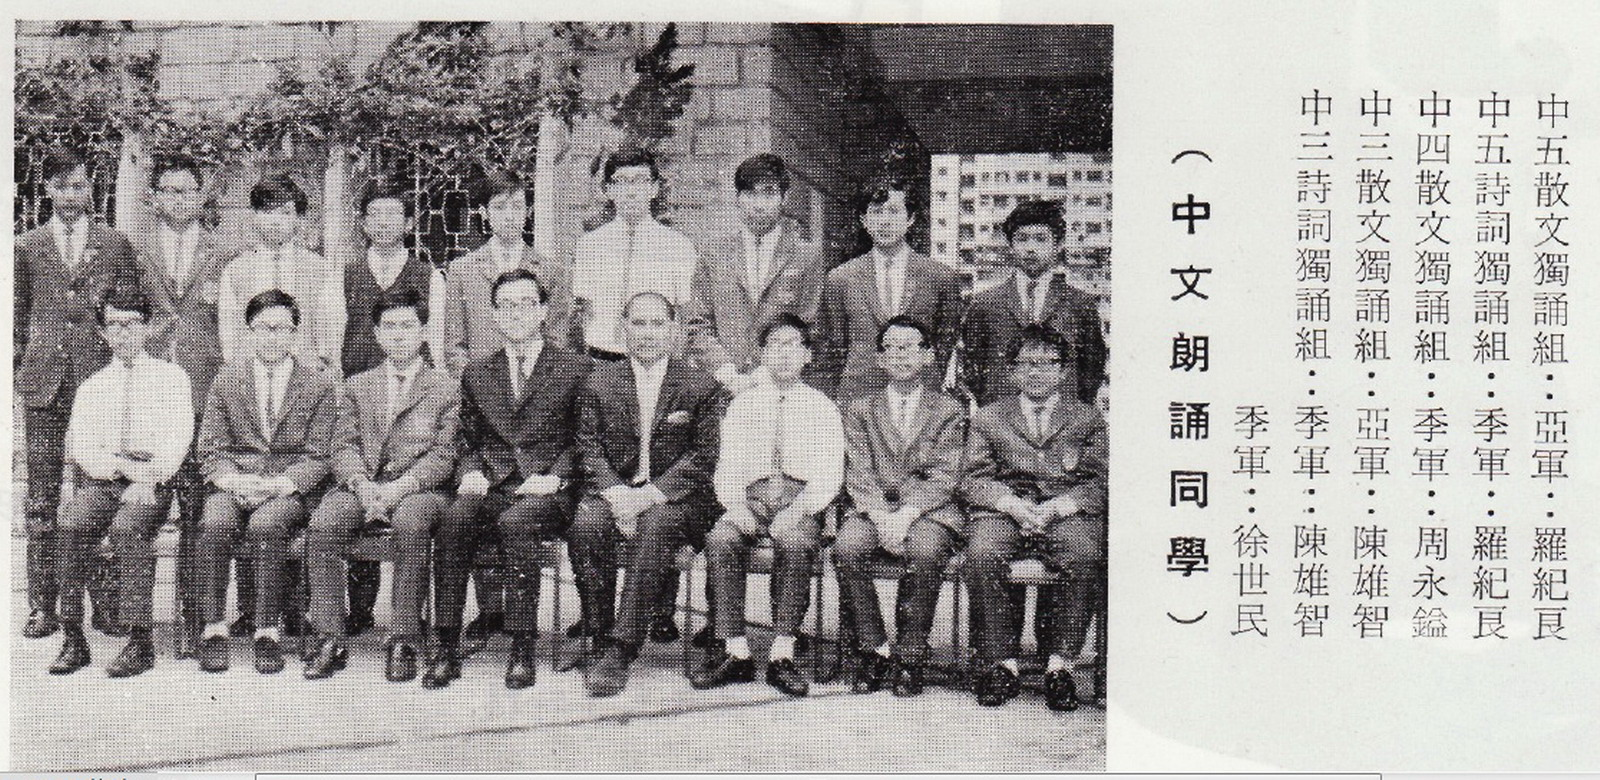 中五散文獨誦組：亞軍：羅紀良
中五詩詞獨誦組：季軍：羅紀良
中四散文獨誦組：季軍：周永鎰
中三散文獨誦組：亞軍：陳雄智
中三詩詞獨誦組：季軍：陳雄智
季軍：徐世民
（中文朗誦同學）